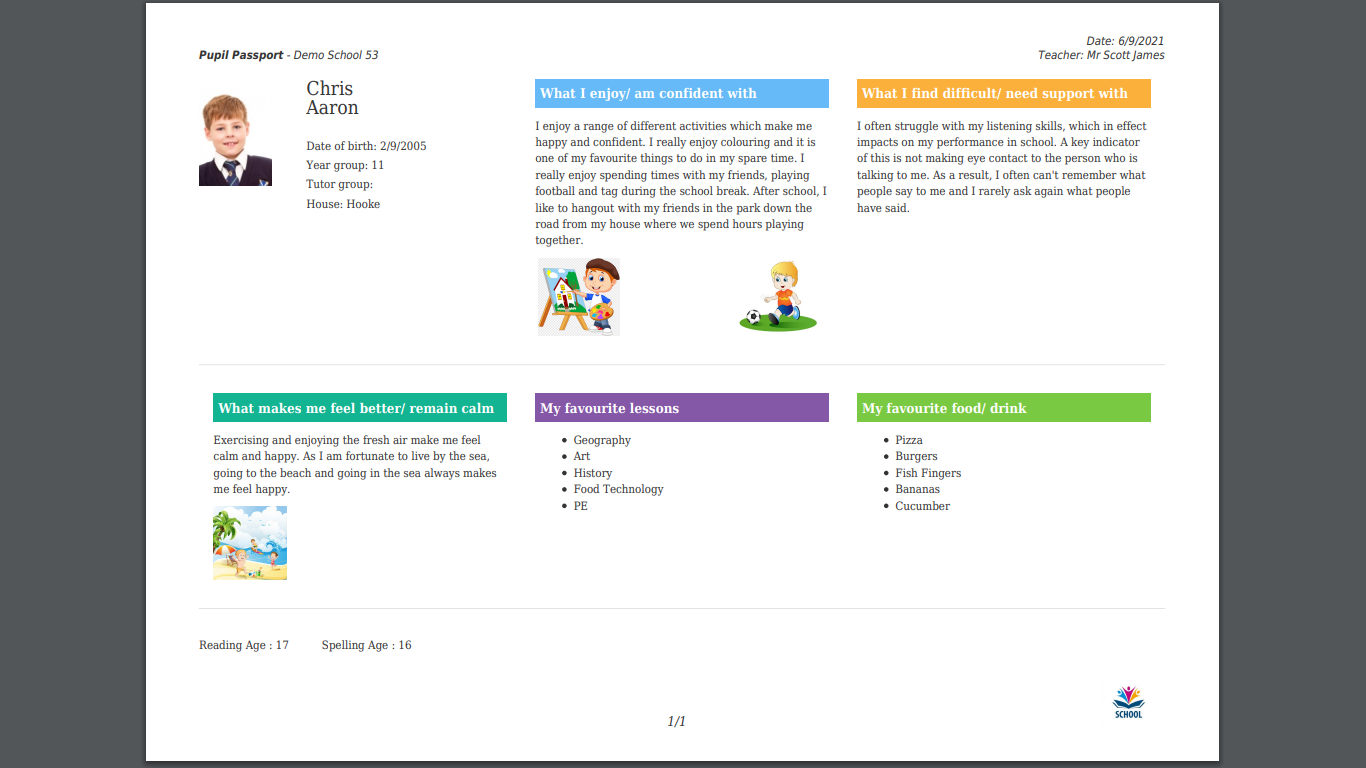 Pupil Passport - Demo School 53
Date: 6/9/2021
Teacher: Mr Scott James
Chris
Aaron
Date of birth: 2/9/2005
Year group: 11
Tutor group:
House: Hooke
What I enjoy/ am confident with
I enjoy a range of different activities which make me
happy and confident. I really enjoy colouring and it is
one of my favourite things to do in my spare time. I
really enjoy spending times with my friends, playing
football and tag during the school break. After school, I
like to hangout with my friends in the park down the
road from my house where we spend hours playing
together.
What I find difficult/ need support with
I often struggle with my listening skills, which in effect
impacts on my performance in school. A key indicator
of this is not making eye contact to the person who is
talking to me. As a result, I often can't remember what
people say to me and I rarely ask again what people
have said.
What makes me feel better/ remain calm
Exercising and enjoying the fresh air make me feel
calm and happy. As I am fortunate to live by the sea,
going to the beach and going in the sea always makes
me feel happy.
My favourite lessons
• Geography
• Art
• History
• Food Technology
• PE
My favourite food/ drink
• Pizza
• Burgers
• Fish Fingers
• Bananas
• Cucumber
Reading Age : 17
Spelling Age : 16
SCHOOL
1/1